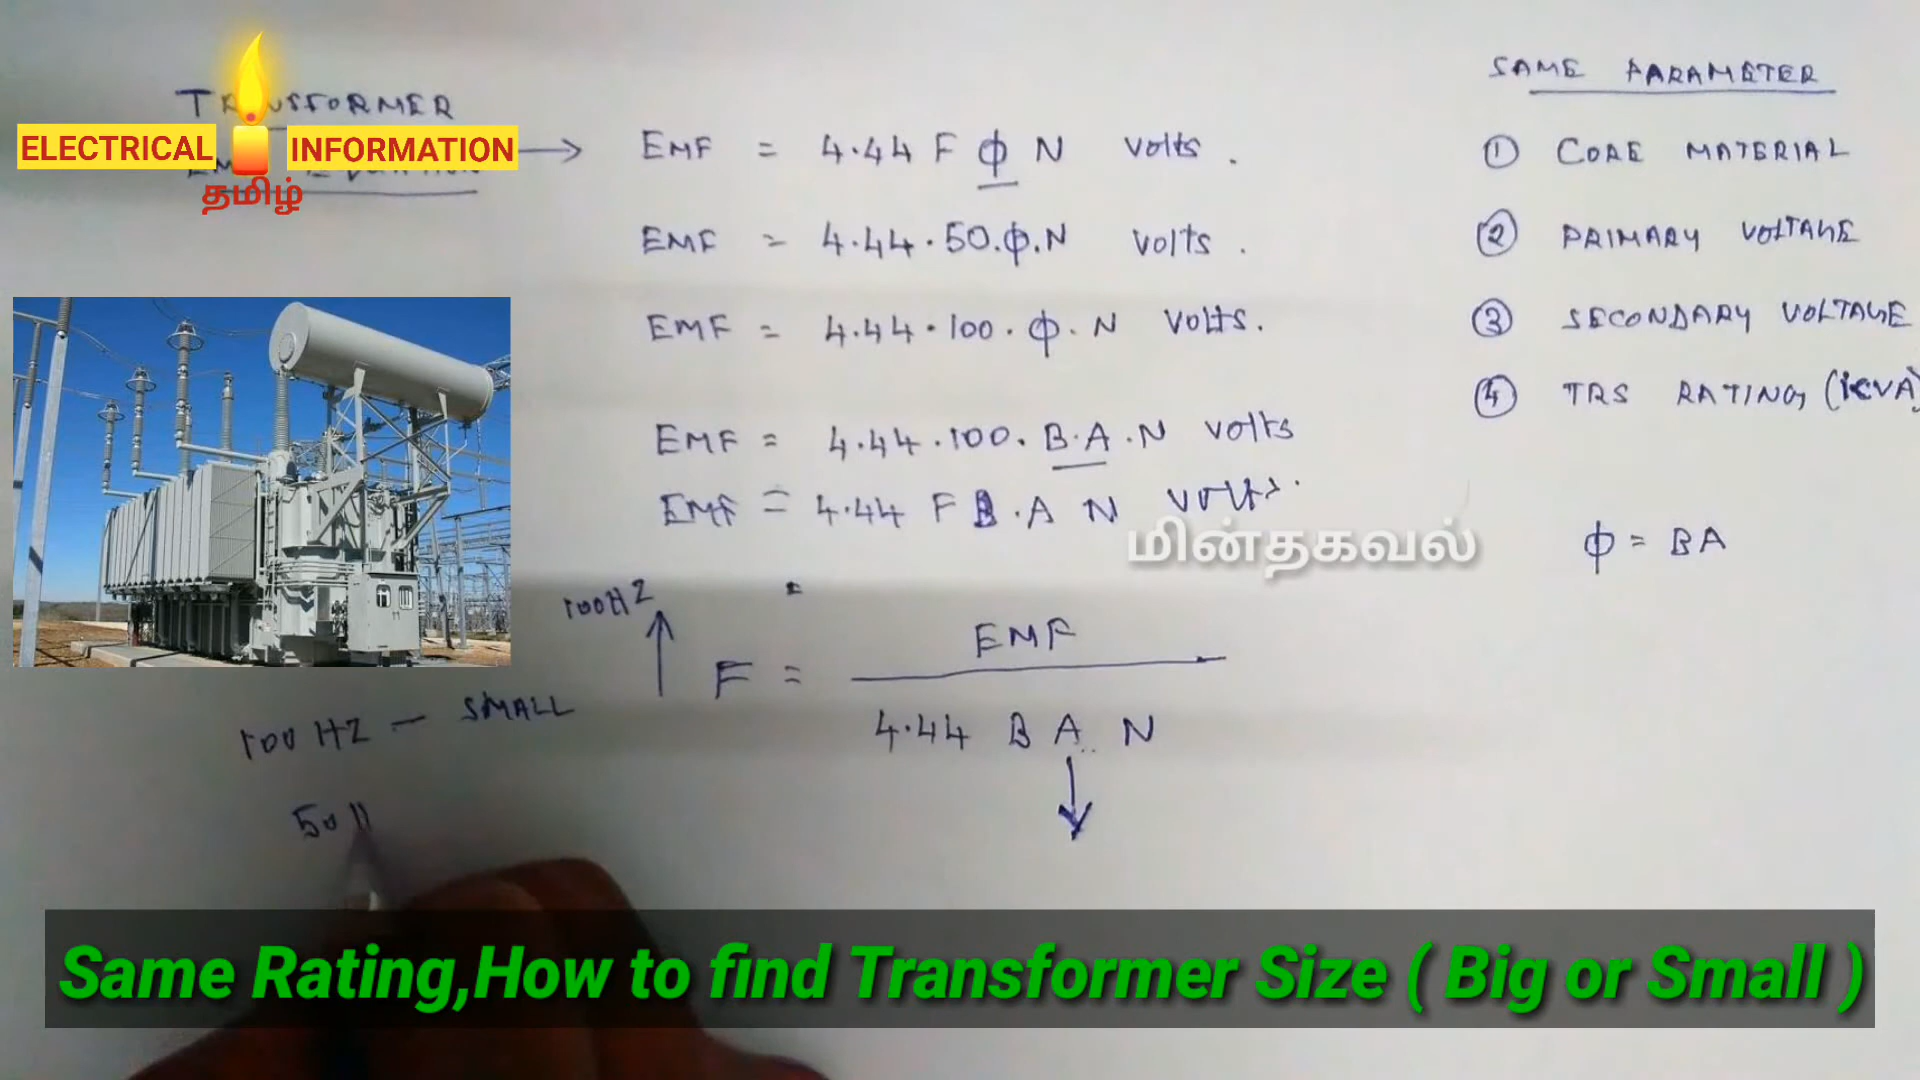 TRANSFORMER
ELECTRICAL INFORMATION
தமிழ்
EMF = 4.44 F ϕ N volts.
EMF = 4.44.50.ϕ.N volts.
EMF = 4.44.100.ϕ.N volts.
EMF = 4.44.100.B.A.N volts
EMF = 4.44 F B.A N volts.
SAME PARAMETER
① CORE MATERIAL
② PRIMARY VOLTAGE
③ SECONDARY VOLTAGE
④ TRS RATING (KVA)
மின்தகவல்
ϕ = BA
100HZ
F = EMF
4.44 B A N
100 HZ - SMALL
50 H
Same Rating,How to find Transformer Size ( Big or Small )